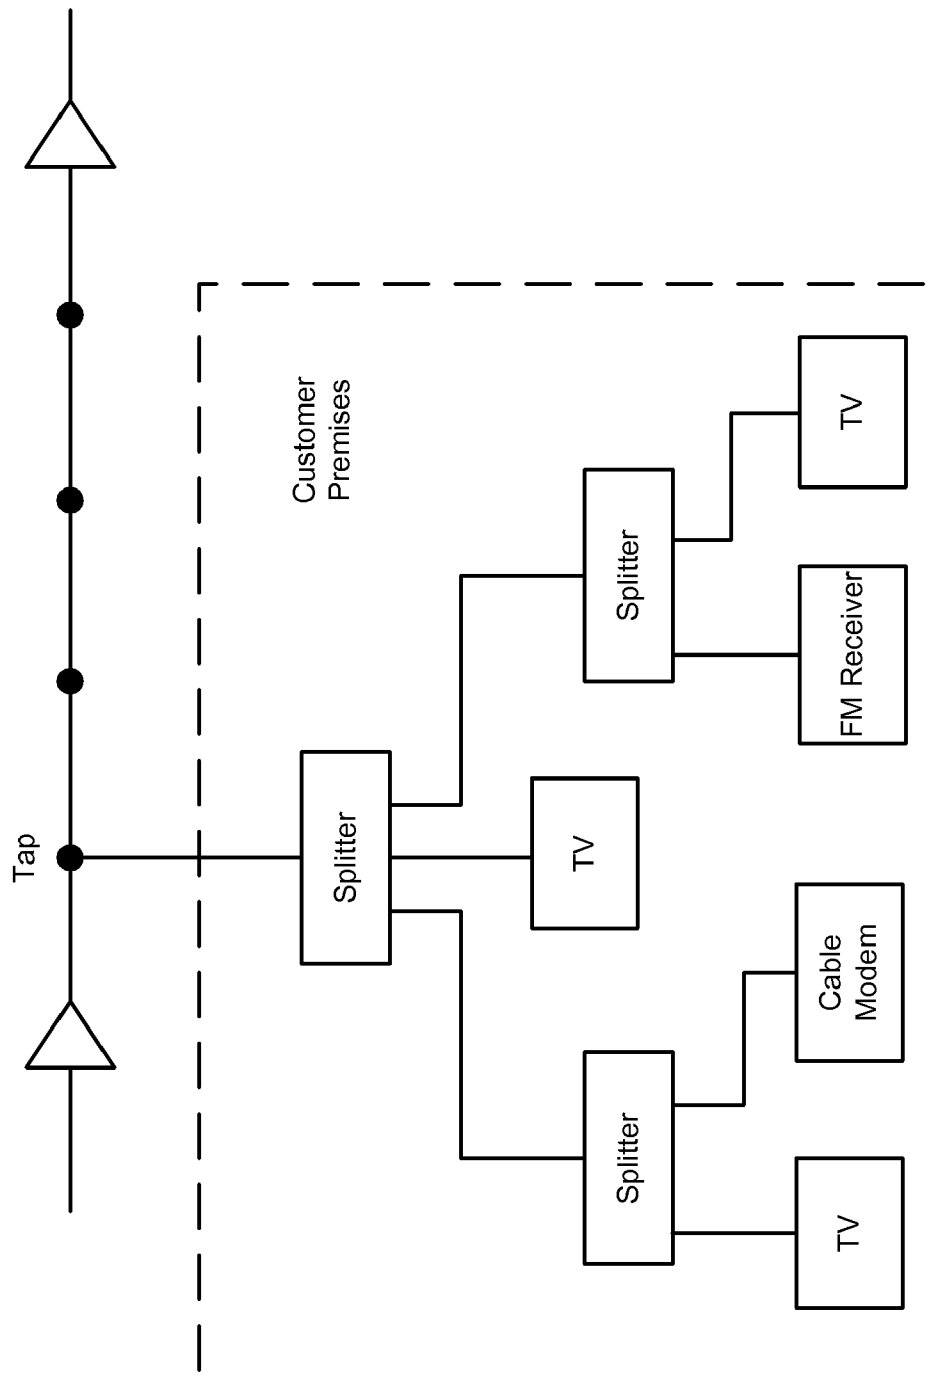 Tap
Customer
Premises
Splitter
Splitter
TV
Splitter
TV
Cable
Modem
FM Receiver
TV